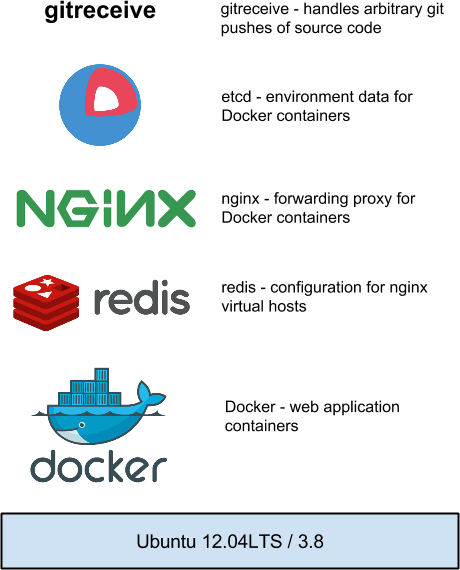 gitreceive
gitreceive - handles arbitrary git
pushes of source code
etcd - environment data for
Docker containers
NGiNX
nginx - forwarding proxy for
Docker containers
redis
redis - configuration for nginx
virtual hosts
docker
Docker - web application
containers
Ubuntu 12.04LTS / 3.8